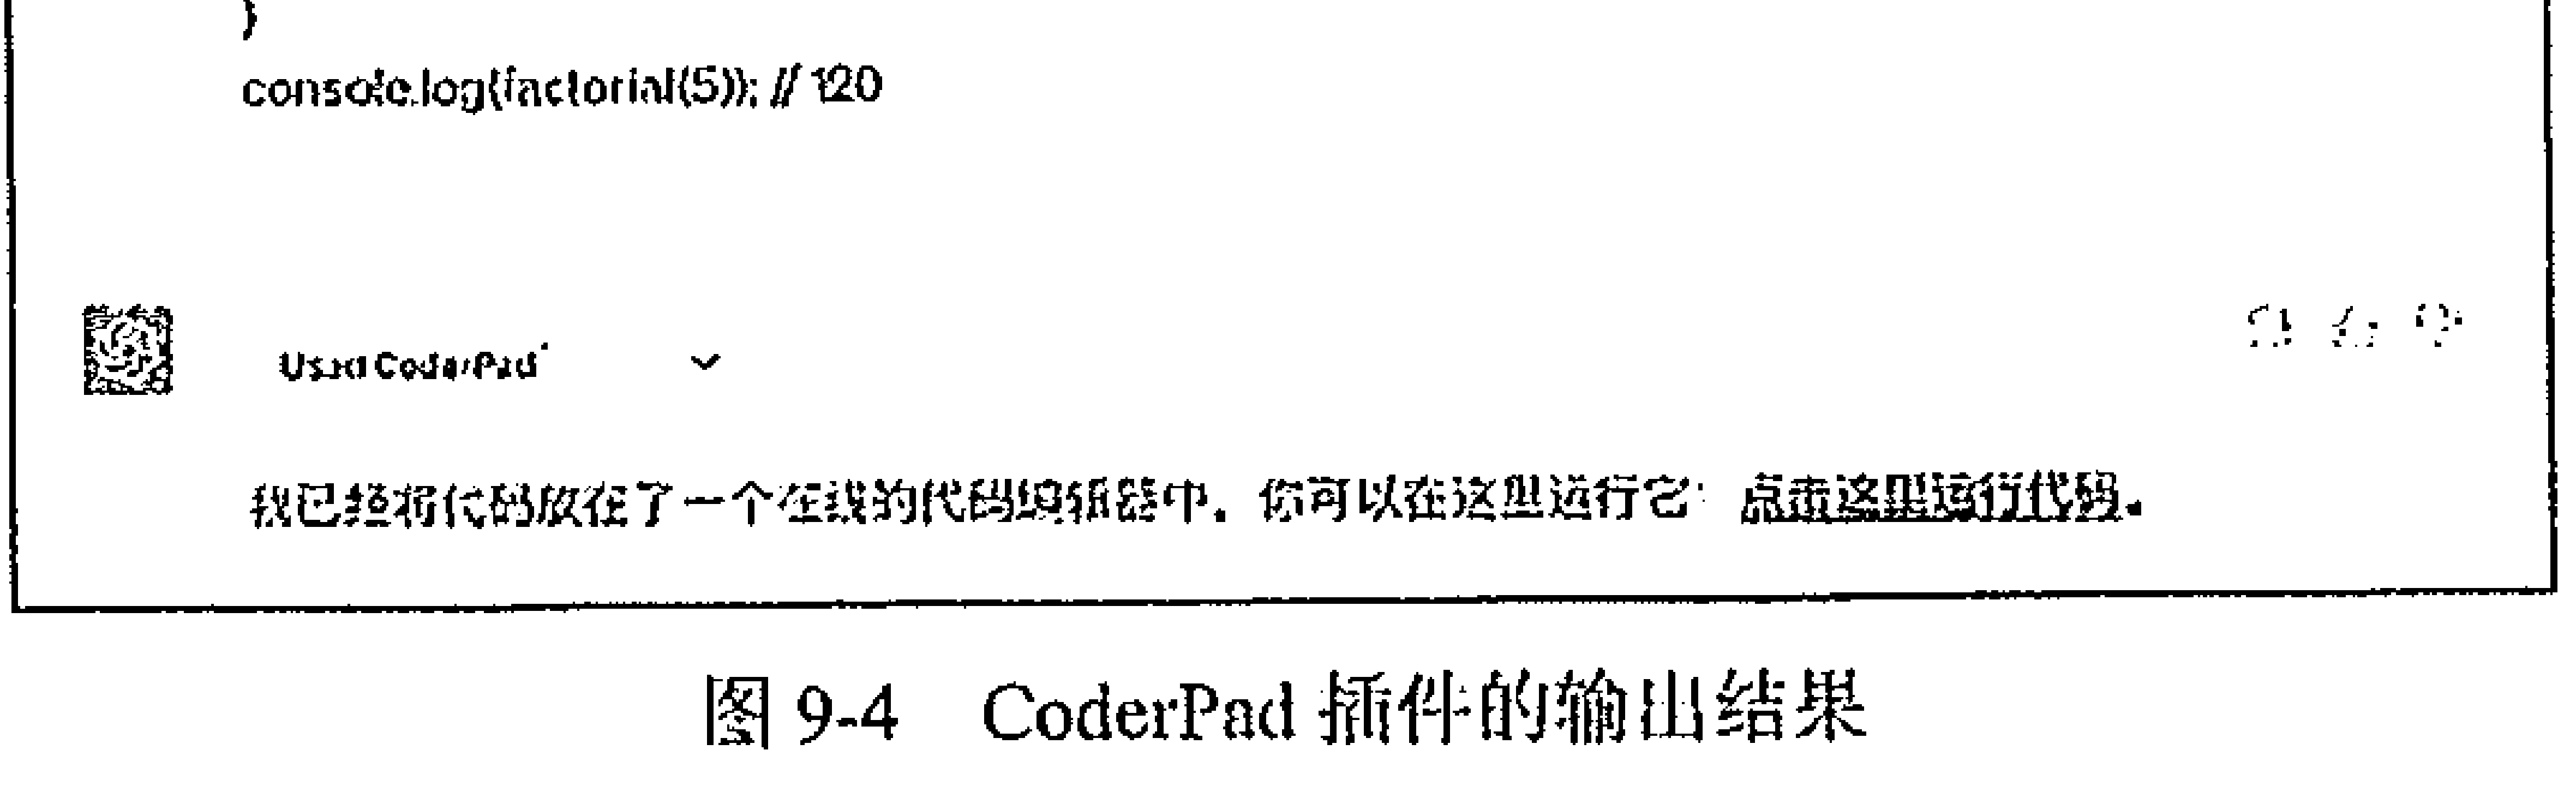 }
console.log(factorial(5)); // 120
Used CoderPad
我已经将代码放在了一个在线的代码编辑器中。你可以在这里运行它：点击这里运行代码。
图 9-4 CoderPad 插件的输出结果